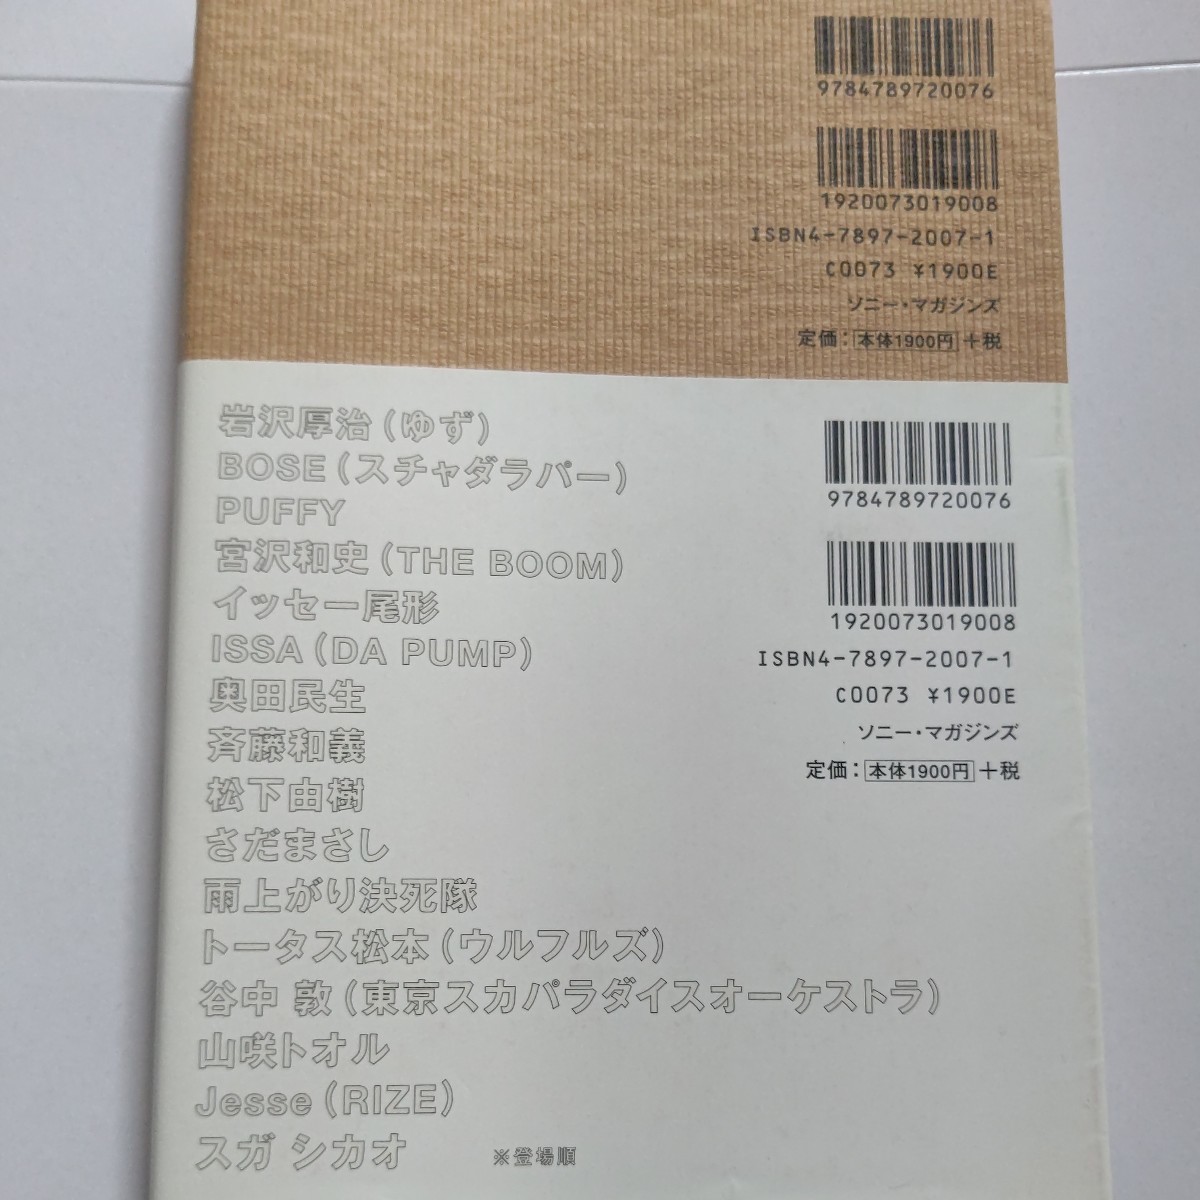 9784789720076
1920073019008
ISBN4-7897-2007-1
C0073 ¥1900E
ソニー・マガジンズ
定価：本体1900円+税
岩沢厚治（ゆず）
BOSE（スチャダラパー）
PUFFY
宮沢和史（THE BOOM）
イッセー尾形
ISSA（DA PUMP）
奥田民生
斉藤和義
松下由樹
さだまさし
雨上がり決死隊
トータス松本（ウルフルズ）
谷中 敦（東京スカパラダイスオーケストラ）
山咲トオル
Jesse（RIZE）
スガ シカオ
※登場順
9784789720076
1920073019008
ISBN4-7897-2007-1
C0073 ¥1900E
ソニー・マガジンズ
定価：本体1900円+税